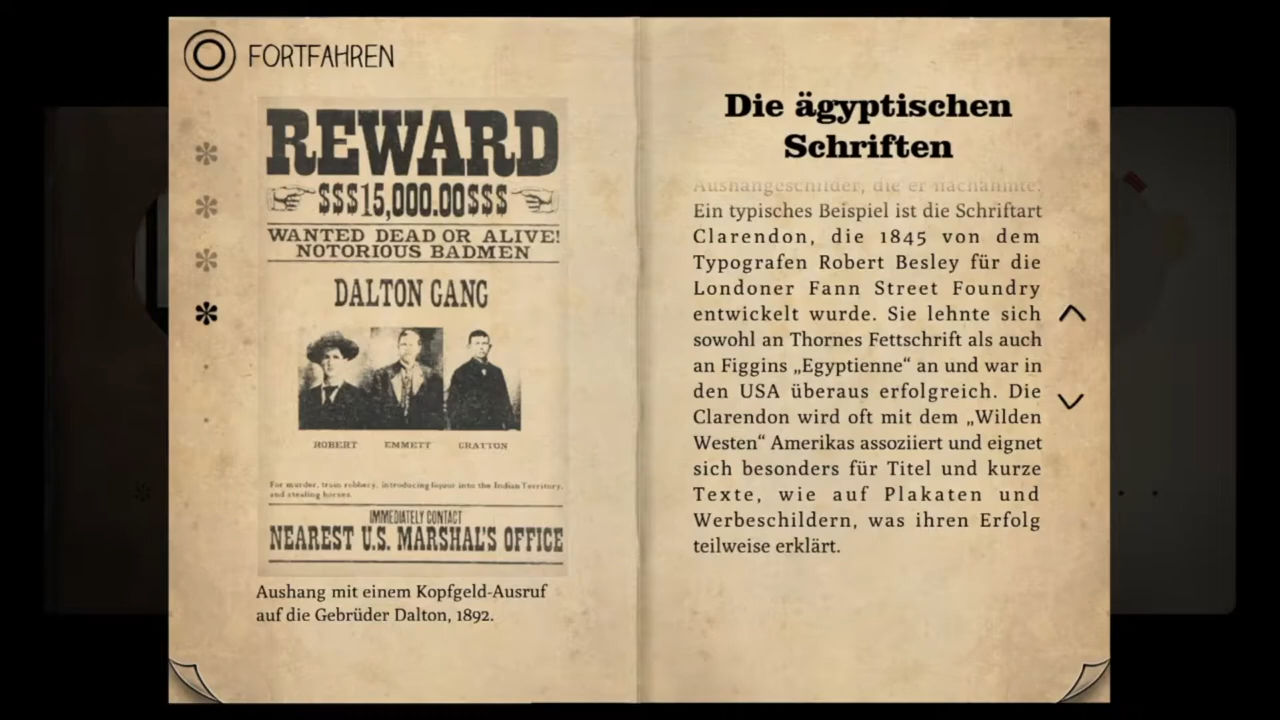 FORTFAHREN
REWARD
$$$15,000.00$$$
WANTED DEAD OR ALIVE!
NOTORIOUS BADMEN
DALTON GANG
ROBERT EMMETT GRATTON
For murder, train robbery, introducing liquor into the Indian Territory,
and stealing horses.
IMMEDIATELY CONTACT
NEAREST U.S. MARSHAL'S OFFICE
Aushang mit einem Kopfgeld-Ausruf
auf die Gebrüder Dalton, 1892.
Die ägyptischen
Schriften
Aushängeschilder, die er nachahmte.
Ein typisches Beispiel ist die Schriftart
Clarendon, die 1845 von dem
Typografen Robert Besley für die
Londoner Fann Street Foundry
entwickelt wurde. Sie lehnte sich
sowohl an Thornes Fettschrift als auch
an Figgins „Egyptienne“ an und war in
den USA überaus erfolgreich. Die
Clarendon wird oft mit dem „Wilden
Westen“ Amerikas assoziiert und eignet
sich besonders für Titel und kurze
Texte, wie auf Plakaten und
Werbeschildern, was ihren Erfolg
teilweise erklärt.